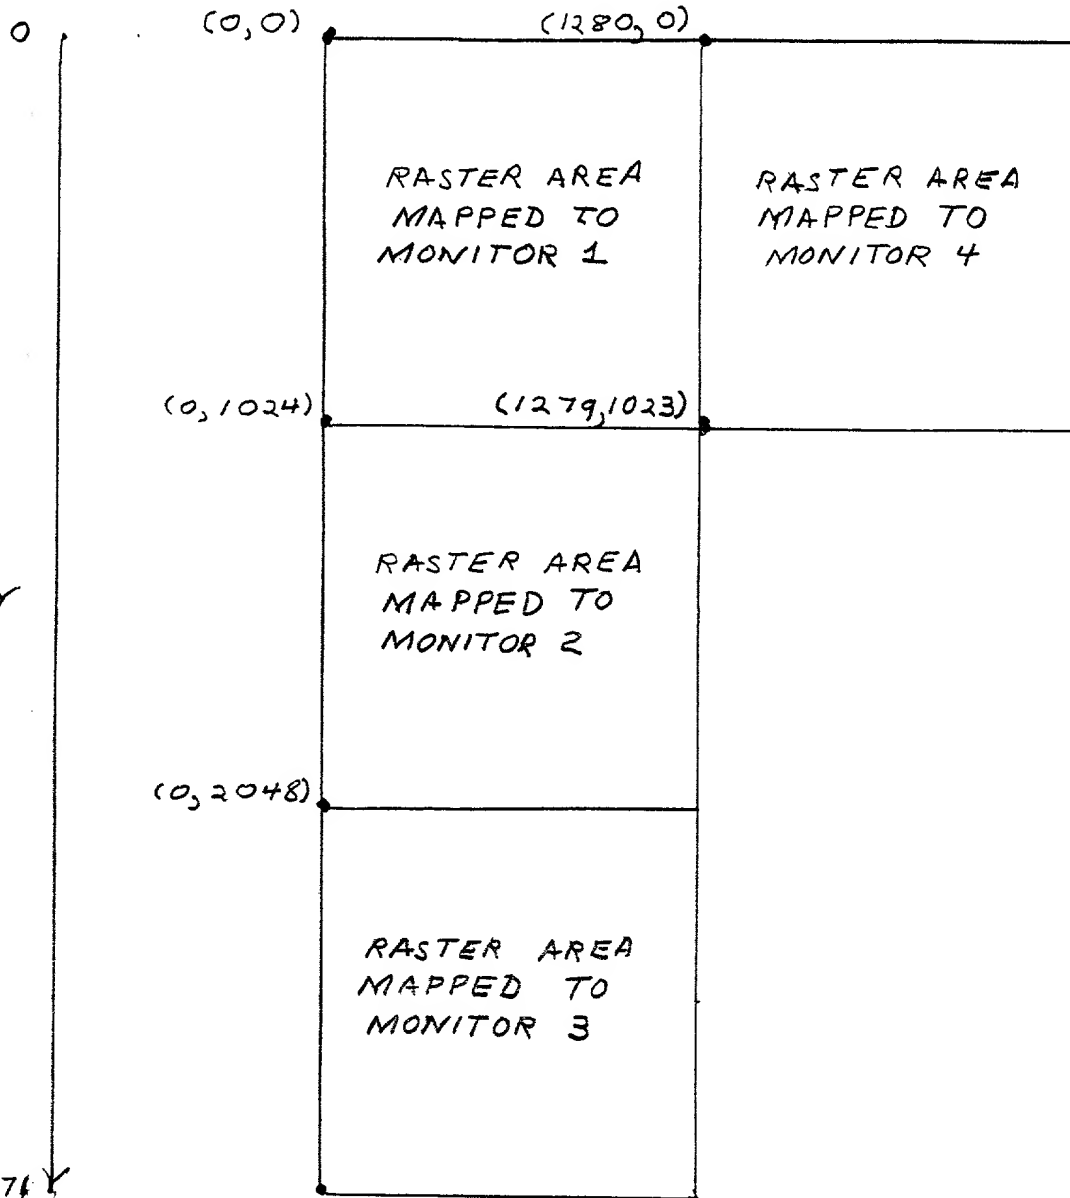 0
(0,0)
(1280,0)
RASTER AREA
MAPPED TO
MONITOR 1
RASTER AREA
MAPPED TO
MONITOR 4
(0,1024)
(1279,1023)
RASTER AREA
MAPPED TO
MONITOR 2
(0,2048)
RASTER AREA
MAPPED TO
MONITOR 3